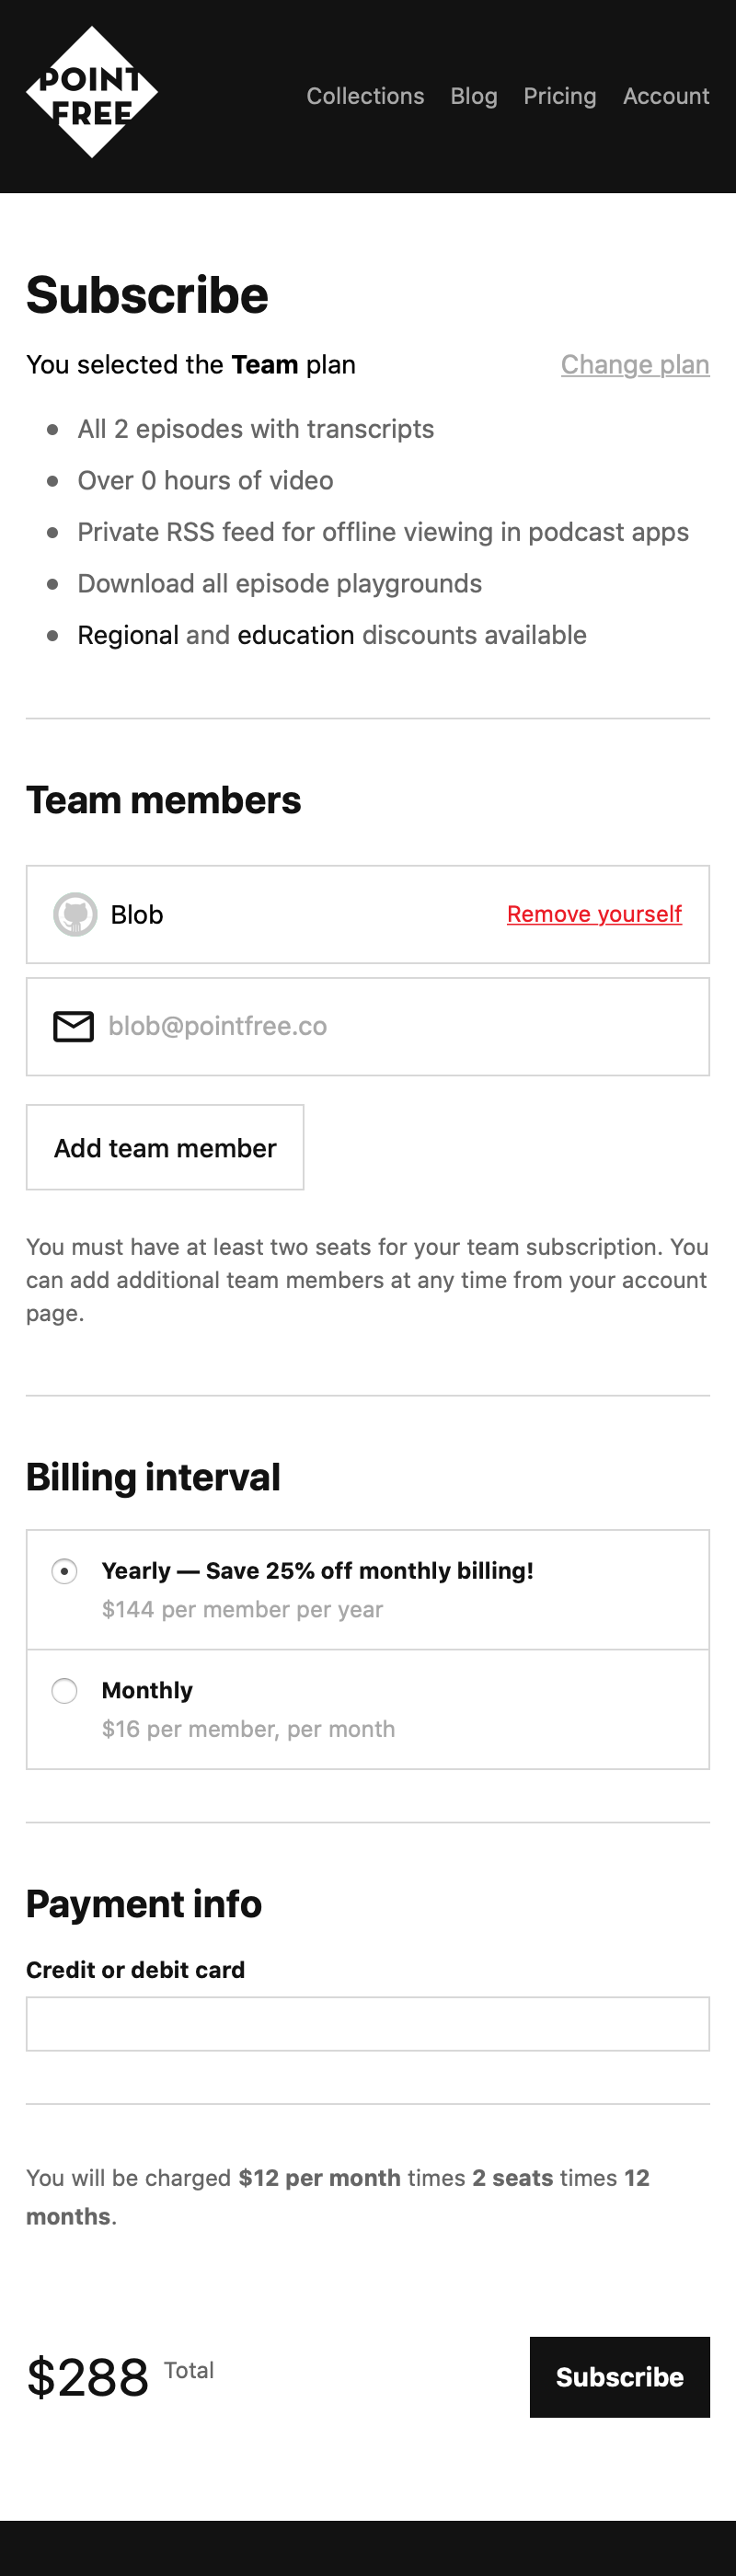 POINT
FREE
Collections Blog Pricing Account
Subscribe
You selected the Team plan
Change plan
All 2 episodes with transcripts
Over 0 hours of video
Private RSS feed for offline viewing in podcast apps
Download all episode playgrounds
Regional and education discounts available
Team members
Blob
Remove yourself
blob@pointfree.co
Add team member
You must have at least two seats for your team subscription. You
can add additional team members at any time from your account
page.
Billing interval
Yearly — Save 25% off monthly billing!
$144 per member per year
Monthly
$16 per member, per month
Payment info
Credit or debit card
You will be charged $12 per month times 2 seats times 12
months.
$288 Total
Subscribe